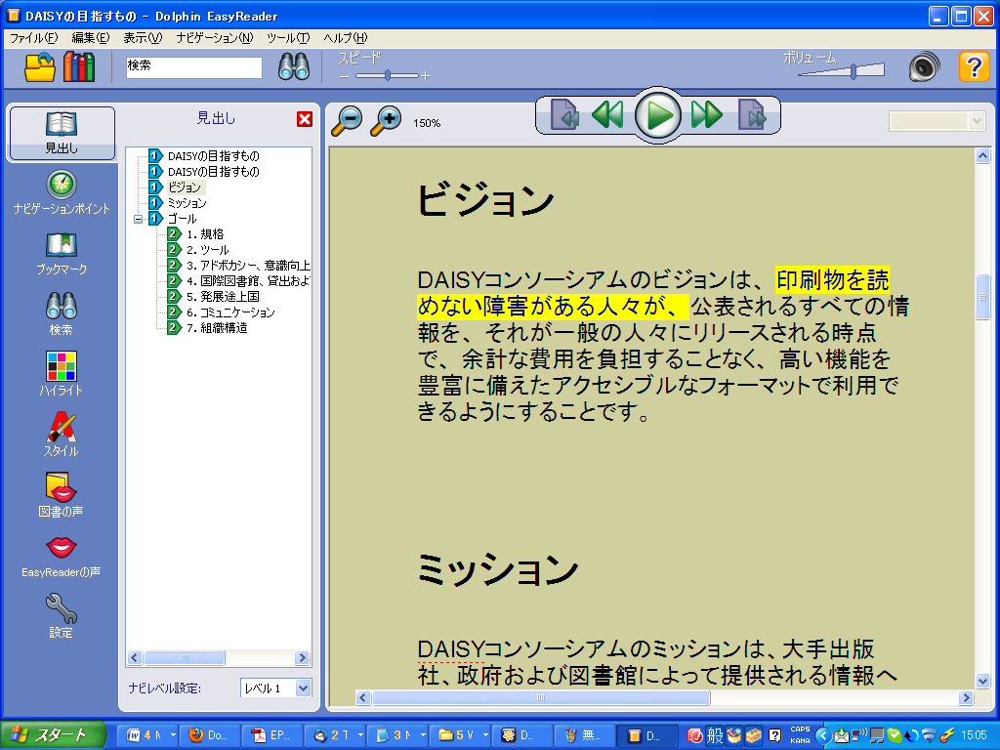 DAISYの目指すもの - Dolphin EasyReader
ファイル(F) 編集(E) 表示(V) ナビゲーション(N) ツール(T) ヘルプ(H)
検索
スピード
ボリューム
見出し
ナビゲーションポイント
ブックマーク
検索
ハイライト
スタイル
図書の声
EasyReaderの声
設定
見出し
DAISYの目指すもの
DAISYの目指すもの
ビジョン
ミッション
ゴール
1. 規格
2. ツール
3. アドボカシー、意識向上
4. 国際図書館、貸出およ
5. 発展途上国
6. コミュニケーション
7. 組織構造
ナビレベル設定:
レベル 1
150%
ビジョン
DAISYコンソーシアムのビジョンは、印刷物を読
めない障害がある人々が、公表されるすべての情
報を、それが一般の人々にリリースされる時点
で、余計な費用を負担することなく、高い機能を
豊富に備えたアクセシブルなフォーマットで利用で
きるようにすることです。
ミッション
DAISYコンソーシアムのミッションは、大手出版
社、政府および図書館によって提供される情報へ
スタート
4 N
Do...
EP...
2 T
3 N
5 V
D...
無...
D...
般
CAPS
KANA
15:05